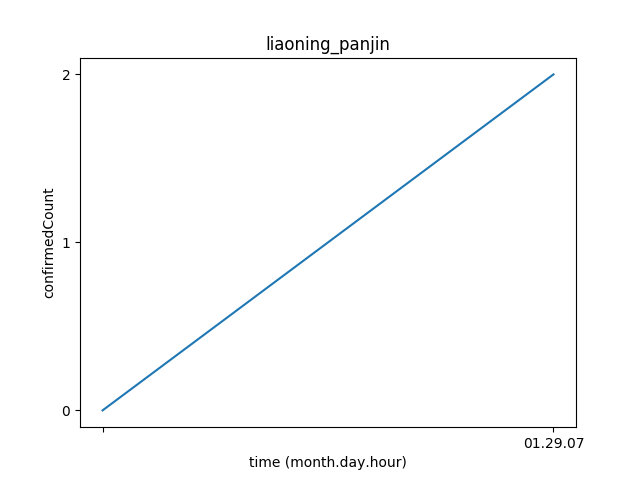 liaoning_panjin
2
1
0
confirmedCount
01.29.07
time (month.day.hour)